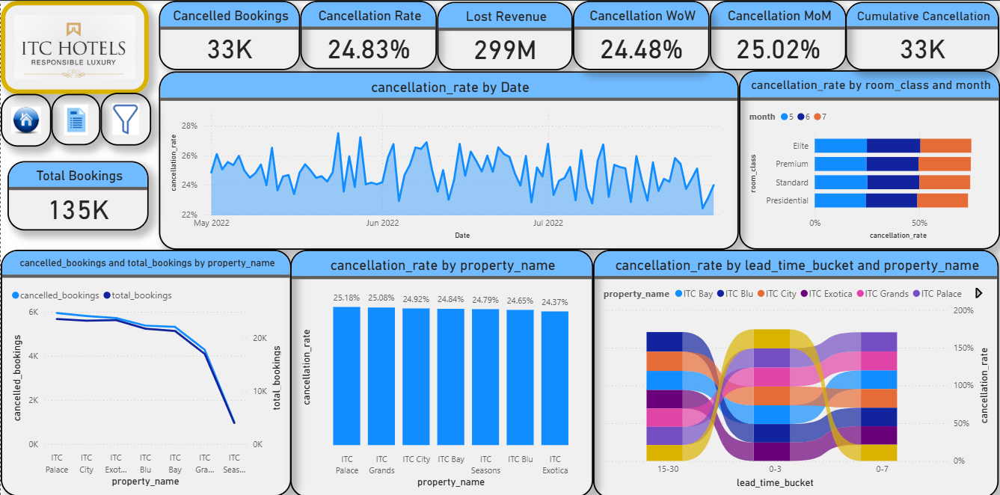 ITC HOTELS
RESPONSIBLE LUXURY
Cancelled Bookings
33K
Cancellation Rate
24.83%
Lost Revenue
299M
Cancellation WoW
24.48%
Cancellation MoM
25.02%
Cumulative Cancellation
33K
Total Bookings
135K
cancellation_rate by Date
cancellation_rate
28%
26%
24%
22%
May 2022 Jun 2022 Jul 2022
Date
cancellation_rate by room_class and month
month 5 6 7
room_class
Elite
Premium
Standard
Presidential
0% 50%
cancellation_rate
cancelled_bookings and total_bookings by property_name
cancelled_bookings total_bookings
cancelled_bookings
6K
4K
2K
0K
20K
10K
0K
total_bookings
ITC Palace
ITC City
ITC Exot...
ITC Blu
ITC Bay
ITC Gra...
ITC Seas...
property_name
cancellation_rate by property_name
cancellation_rate
25.18% 25.08% 24.92% 24.84% 24.79% 24.65% 24.37%
ITC Palace
ITC Grands
ITC City
ITC Bay
ITC Seasons
ITC Blu
ITC Exotica
property_name
cancellation_rate by lead_time_bucket and property_name
property_name ITC Bay ITC Blu ITC City ITC Exotica ITC Grands ITC Palace
200%
150%
100%
50%
0%
cancellation_rate
15-30 0-3 0-7
lead_time_bucket